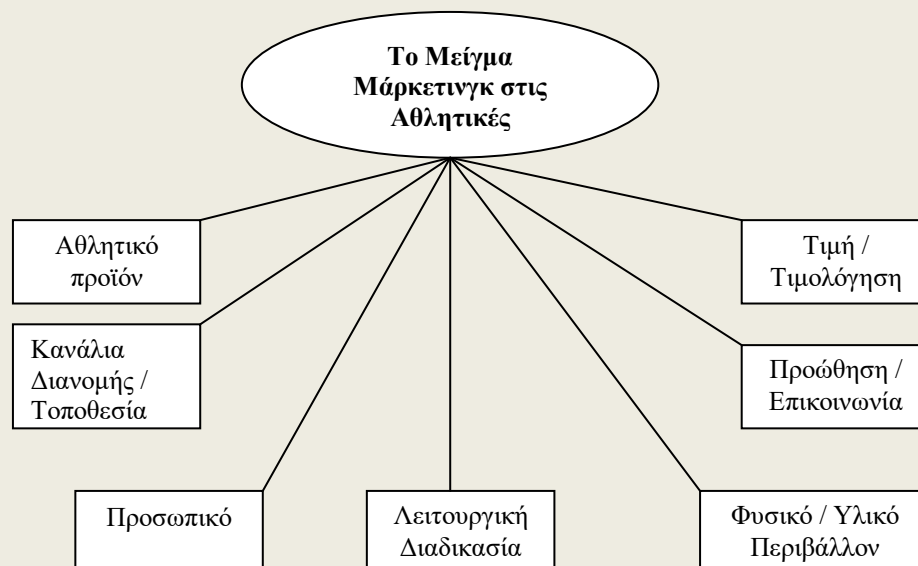 Το Μείγμα
Μάρκετινγκ στις
Αθλητικές
Αθλητικό
προϊόν
Τιμή /
Τιμολόγηση
Κανάλια
Διανομής /
Τοποθεσία
Προώθηση /
Επικοινωνία
Προσωπικό
Λειτουργική
Διαδικασία
Φυσικό / Υλικό
Περιβάλλον